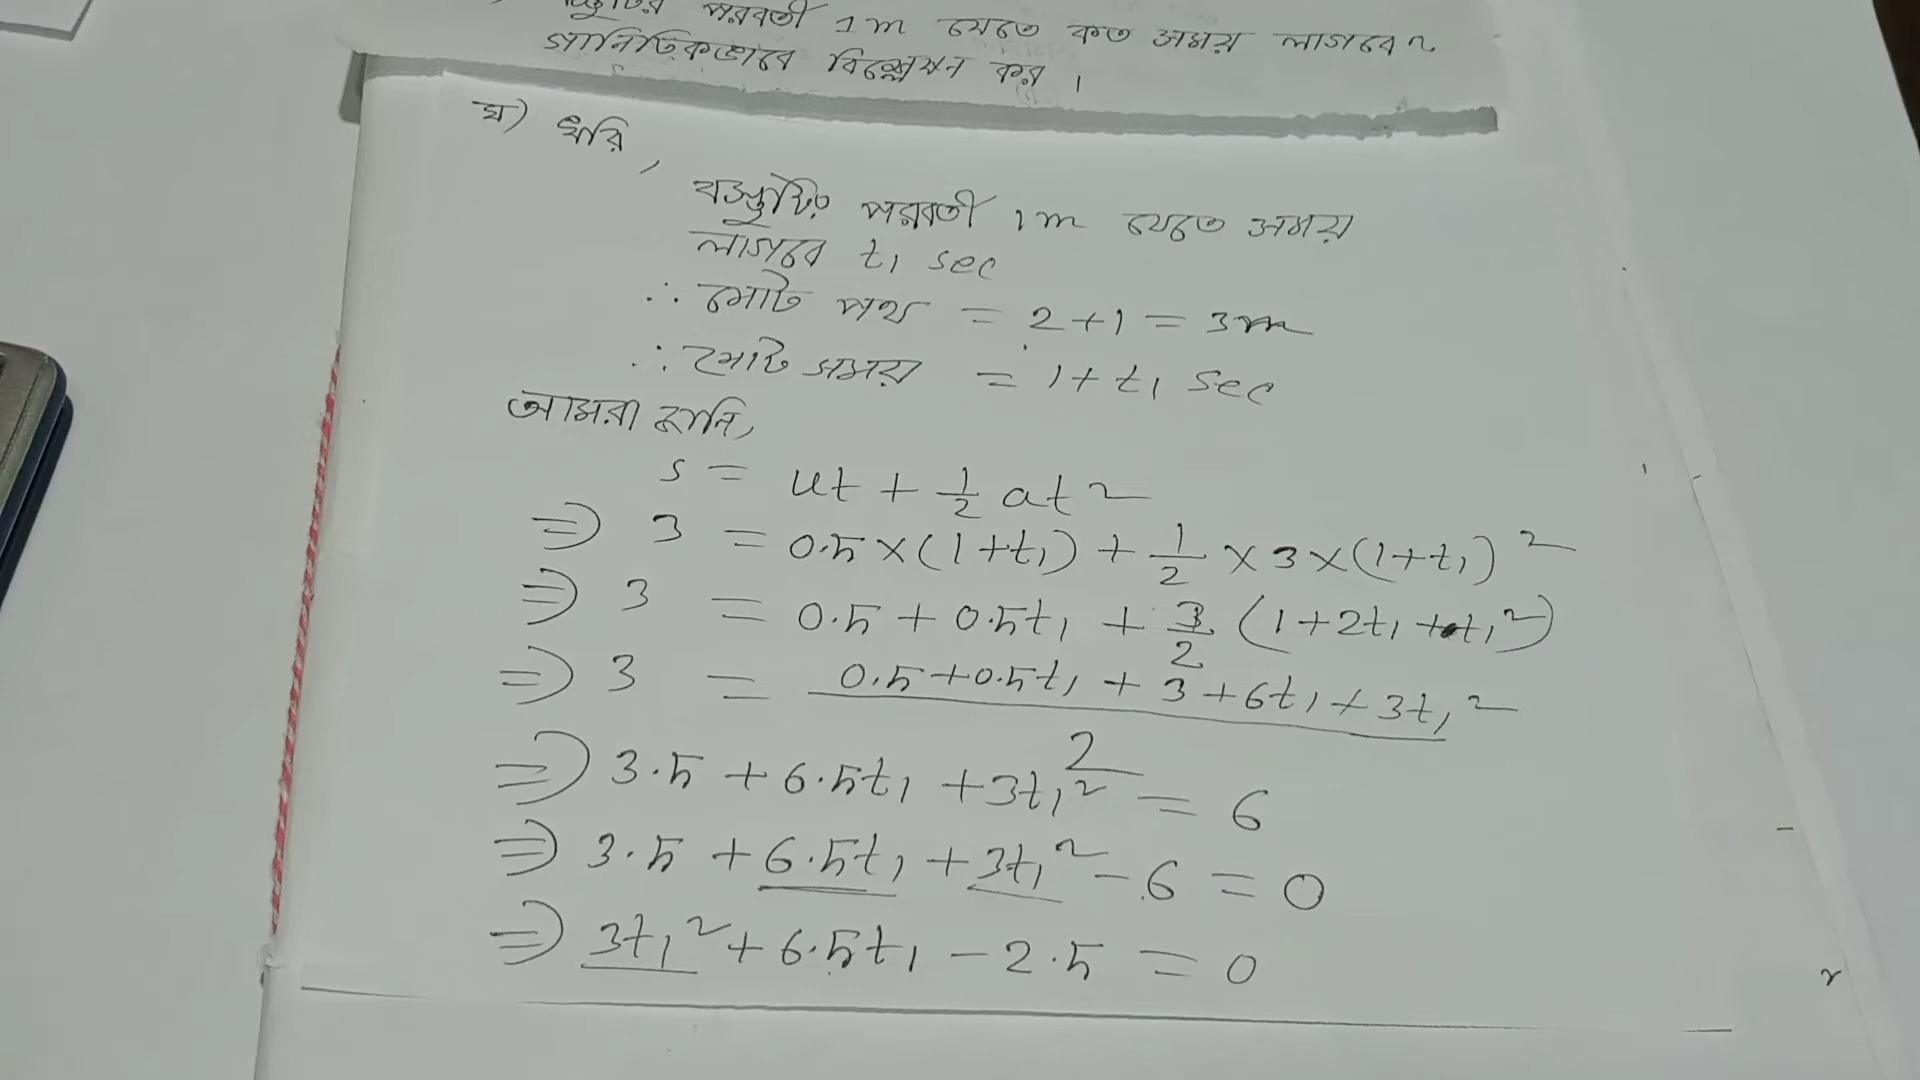 পরবর্তী 1m যেতে কত সময় লাগবে?
গাণিতিকভাবে বিশ্লেষন কর ।
ঘ) ধরি,
বস্তুটির পরবর্তী 1m যেতে সময়
লাগবে t₁ sec
∴ মোট পথ = 2+1 = 3m
∴ মোট সময় = 1+t₁ sec
আমরা জানি,
s = ut + ½ at²
⇒ 3 = 0.5×(1+t₁) + ½ × 3×(1+t₁)²
⇒ 3 = 0.5 + 0.5t₁ + 3/2 (1+2t₁+t₁²)
⇒ 3 = (0.5+0.5t₁ + 3+6t₁+3t₁²)/2
⇒ 3.5 + 6.5t₁ + 3t₁² = 6
⇒ 3.5 + 6.5t₁ + 3t₁² - 6 = 0
⇒ 3t₁² + 6.5t₁ - 2.5 = 0